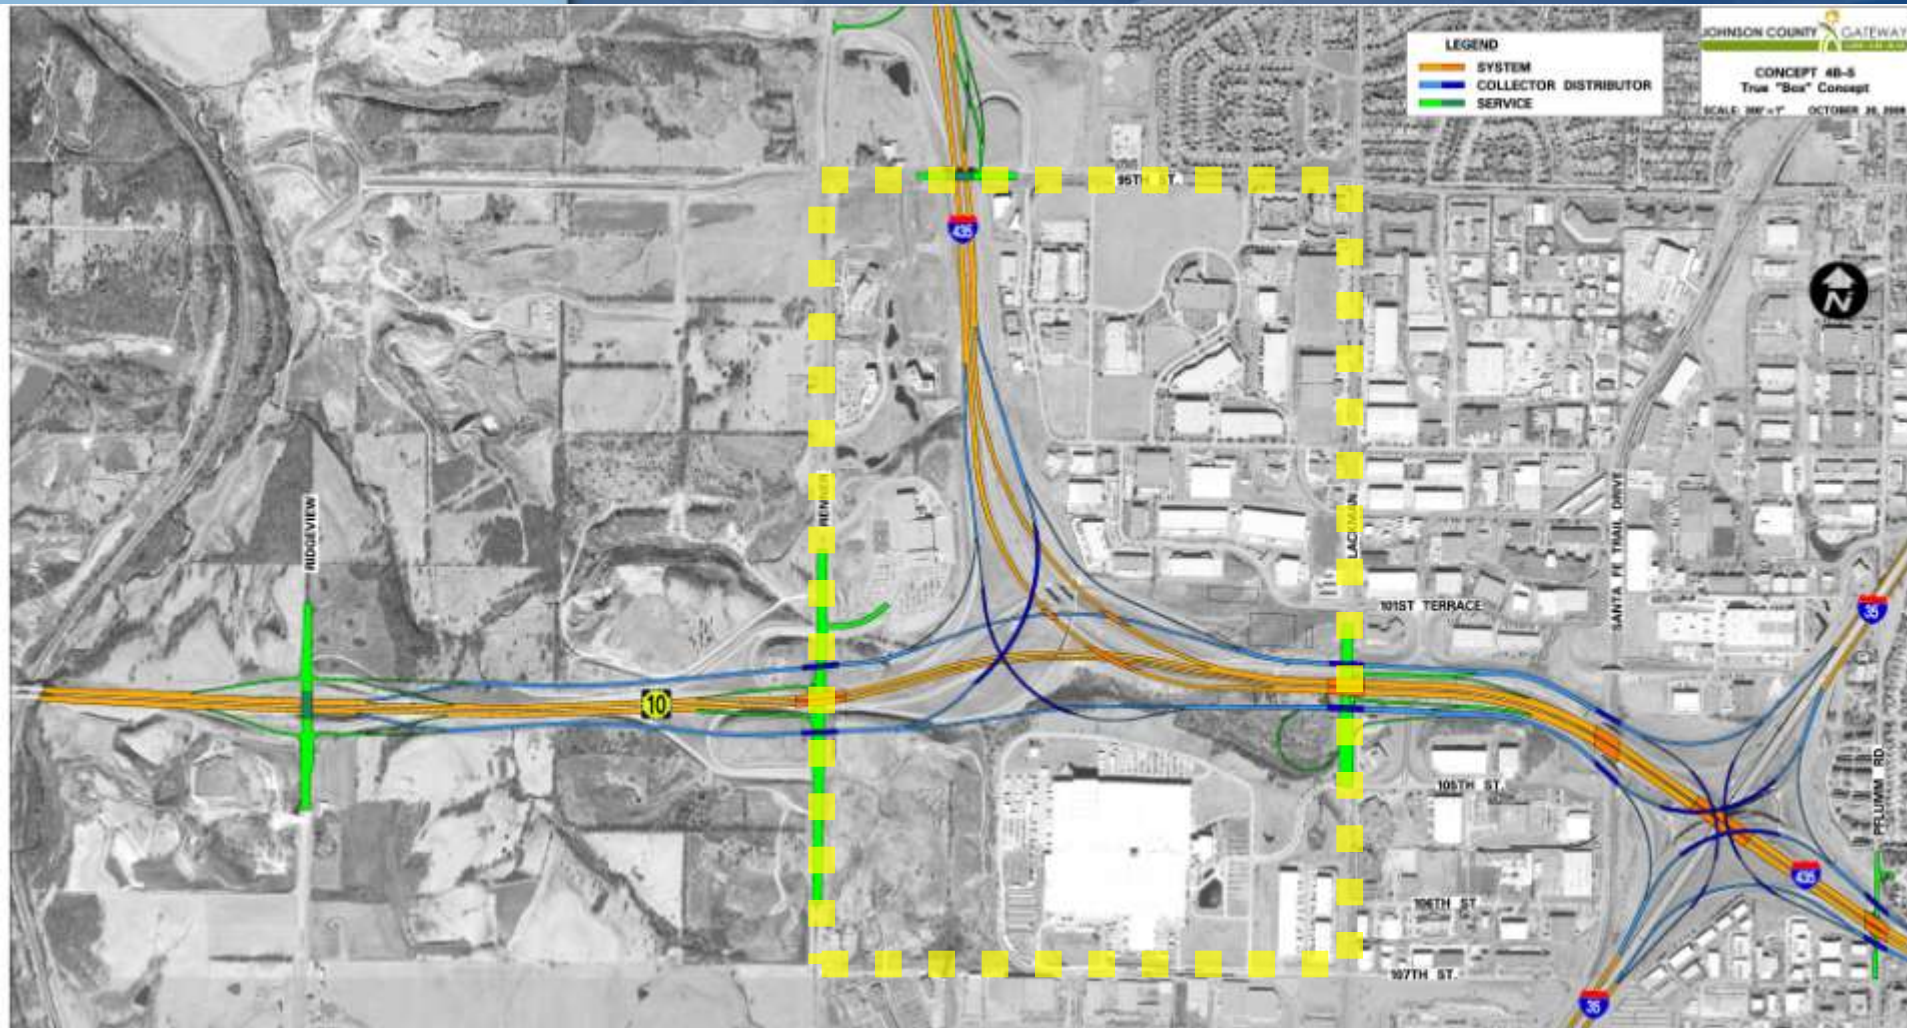 LEGEND
SYSTEM
COLLECTOR DISTRIBUTOR
SERVICE
JOHNSON COUNTY GATEWAY
CONCEPT 4B-5
True "Box" Concept
OCTOBER
95TH ST.
435
RIDGEVIEW
RENNER
LACKMAN
SANTA FE TRAIL DRIVE
N
101ST TERRACE
35
10
105TH ST.
PFLUMM RD
435
106TH ST
107TH ST.
35